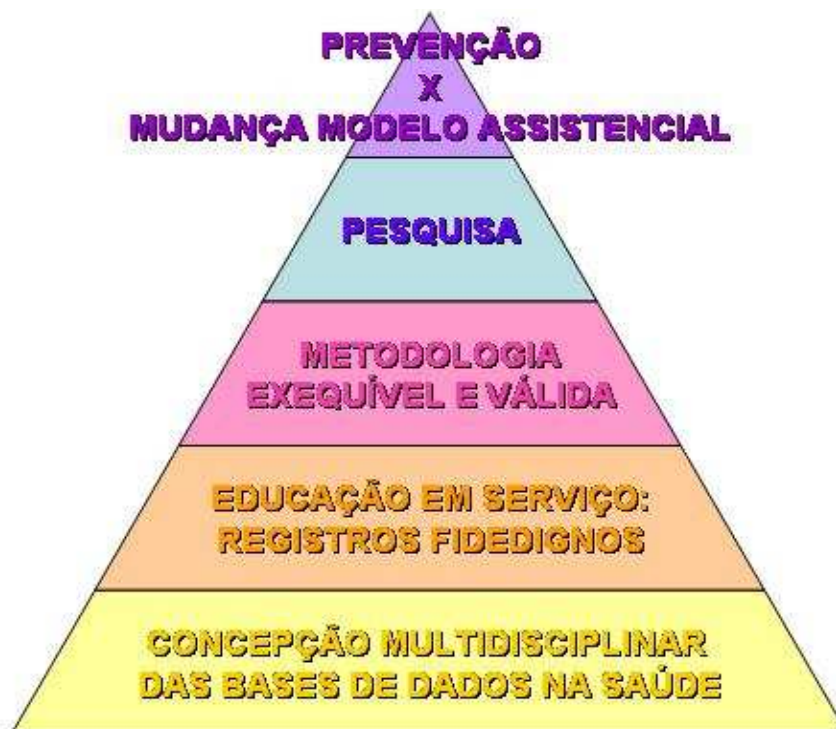 PREVENÇÃO
X
MUDANÇA MODELO ASSISTENCIAL
PESQUISA
METODOLOGIA
EXEQUÍVEL E VÁLIDA
EDUCAÇÃO EM SERVIÇO:
REGISTROS FIDEDIGNOS
CONCEPÇÃO MULTIDISCIPLINAR
DAS BASES DE DADOS NA SAÚDE